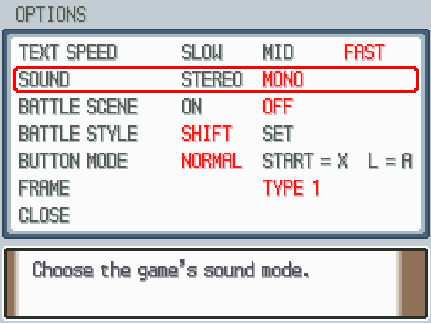 OPTIONS
TEXT SPEED SLOW MID FAST
SOUND STEREO MONO
BATTLE SCENE ON OFF
BATTLE STYLE SHIFT SET
BUTTON MODE NORMAL START = X L = A
FRAME TYPE 1
CLOSE
Choose the game's sound mode.